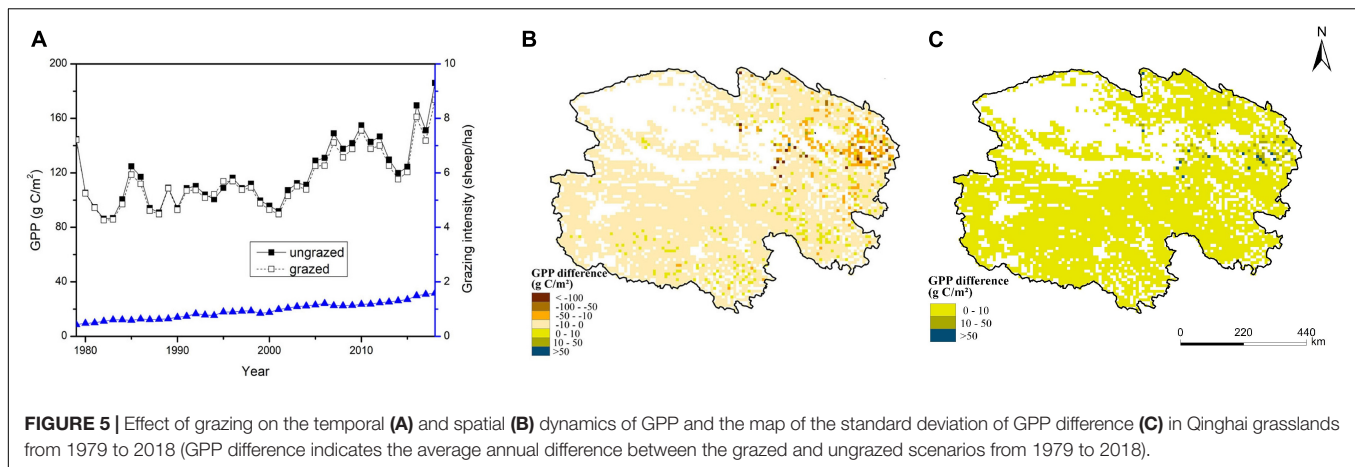 A
B
C
N
200
160
120
80
40
0
GPP (g C/m²)
10
8
6
4
2
0
Grazing intensity (sheep/ha)
ungrazed
grazed
1980
1990
2000
2010
Year
GPP difference
(g C/m²)
< -100
-100 - -50
-50 - -10
-10 - 0
0 - 10
10 - 50
>50
GPP difference
(g C/m²)
0 - 10
10 - 50
>50
0 220 440
km
FIGURE 5 | Effect of grazing on the temporal (A) and spatial (B) dynamics of GPP and the map of the standard deviation of GPP difference (C) in Qinghai grasslands
from 1979 to 2018 (GPP difference indicates the average annual difference between the grazed and ungrazed scenarios from 1979 to 2018).